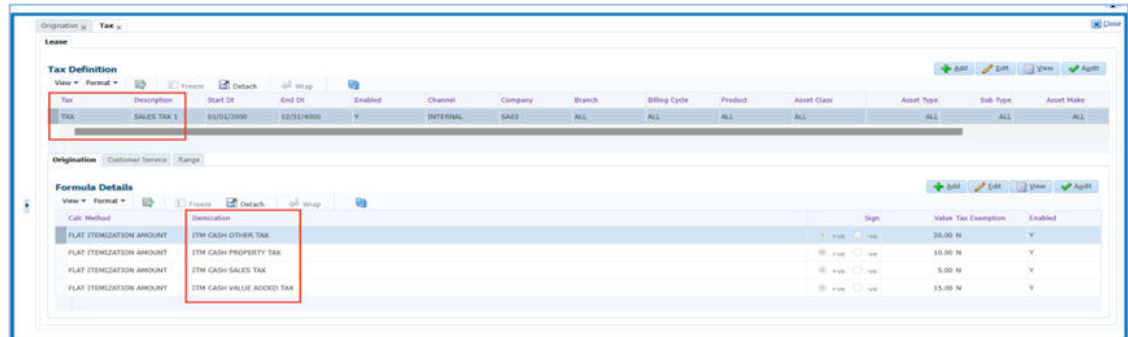 Origination Tax Close
Lease
Tax Definition Add Edit View Audit
View Format Freeze Detach Wrap
Tax Description Start Dt End Dt Enabled Channel Company Branch Billing Cycle Product Asset Class Asset Type Sub Type Asset Make
TAX SALES TAX 1 01/01/2000 12/31/4000 Y INTERNAL SA03 ALL ALL ALL ALL ALL ALL ALL
Origination Customer Service Range
Formula Details Add Edit View Audit
View Format Freeze Detach Wrap
Calc Method Itemization Sign Value Tax Exemption Enabled
FLAT ITEMIZATION AMOUNT ITM CASH OTHER TAX +ve -ve 20.00 N Y
FLAT ITEMIZATION AMOUNT ITM CASH PROPERTY TAX +ve -ve 10.00 N Y
FLAT ITEMIZATION AMOUNT ITM CASH SALES TAX +ve -ve 5.00 N Y
FLAT ITEMIZATION AMOUNT ITM CASH VALUE ADDED TAX +ve -ve 15.00 N Y